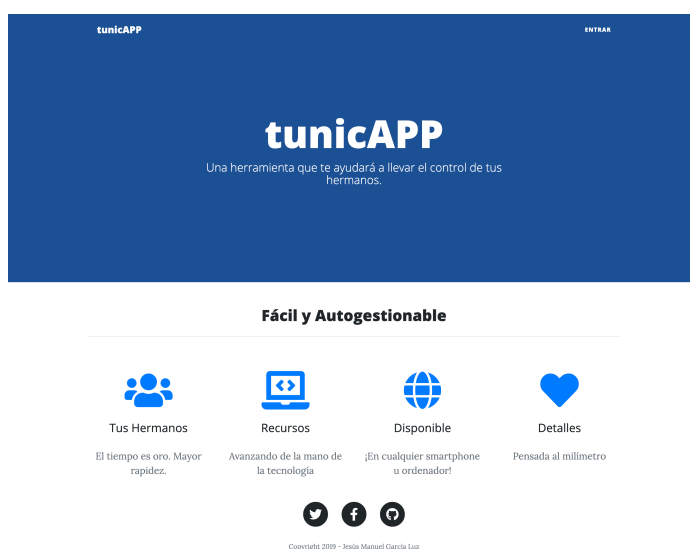 tunicAPP
ENTRAR
tunicAPP
Una herramienta que te ayudará a llevar el control de tus
hermanos.
Fácil y Autogestionable
Tus Hermanos
El tiempo es oro. Mayor
rapidez.
Recursos
Avanzando de la mano de
la tecnología
Disponible
¡En cualquier smartphone
u ordenador!
Detalles
Pensada al milímetro
Copyright 2019 - Jesús Manuel García Luz